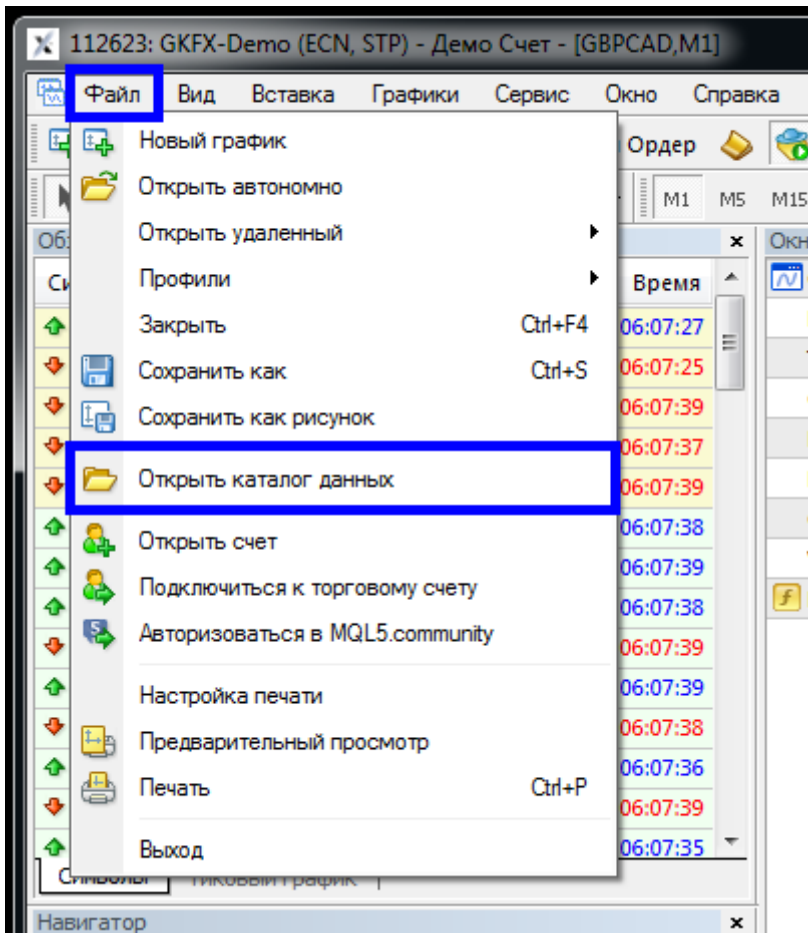 112623: GKFX-Demo (ECN, STP) - Демо Счет - [GBPCAD,M1]
Файл Вид Вставка Графики Сервис Окно Справка
Новый график
Ордер
Открыть автономно
M1 M5 M15
Открыть удаленный
Профили
Время
Закрыть Ctrl+F4
06:07:27
Сохранить как Ctrl+S
06:07:25
Сохранить как рисунок
06:07:39
06:07:37
Открыть каталог данных
06:07:39
06:07:38
Открыть счет
06:07:39
Подключиться к торговому счету
06:07:38
Авторизоваться в MQL5.community
06:07:39
06:07:39
Настройка печати
06:07:38
Предварительный просмотр
06:07:36
Печать Ctrl+P
06:07:39
Выход
06:07:35
Символы Тиковый график
Навигатор